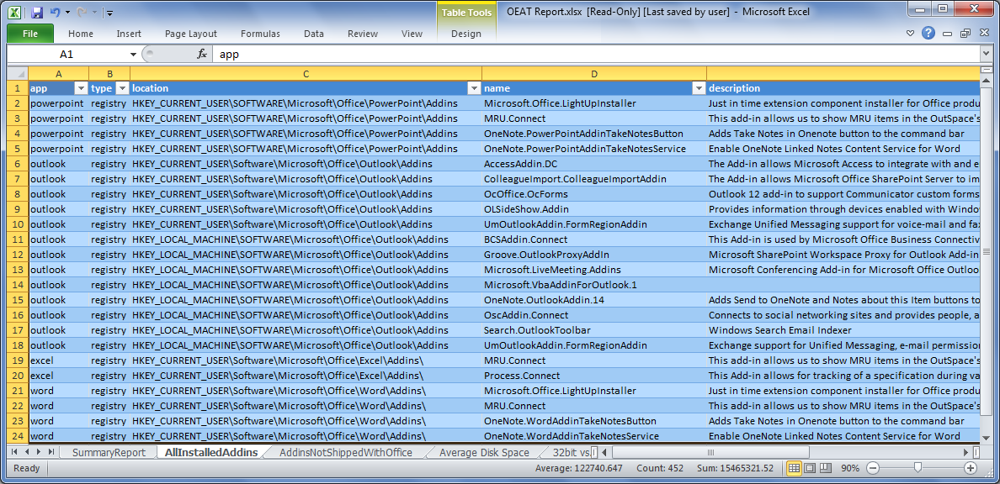 OEAT Report.xlsx [Read-Only] [Last saved by user] - Microsoft Excel
Table Tools
File Home Insert Page Layout Formulas Data Review View Design
A1 fx app
A B C D
1 app type location name description
2 powerpoint registry HKEY_CURRENT_USER\SOFTWARE\Microsoft\Office\PowerPoint\Addins Microsoft.Office.LightUpInstaller Just in time extension component installer for Office produ
3 powerpoint registry HKEY_CURRENT_USER\SOFTWARE\Microsoft\Office\PowerPoint\Addins MRU.Connect This add-in allows us to show MRU items in the OutSpace's
4 powerpoint registry HKEY_CURRENT_USER\SOFTWARE\Microsoft\Office\PowerPoint\Addins OneNote.PowerPointAddinTakeNotesButton Adds Take Notes in Onenote button to the command bar
5 powerpoint registry HKEY_CURRENT_USER\SOFTWARE\Microsoft\Office\PowerPoint\Addins OneNote.PowerPointAddinTakeNotesService Enable OneNote Linked Notes Content Service for Word
6 outlook registry HKEY_CURRENT_USER\Software\Microsoft\Office\Outlook\Addins AccessAddin.DC The Add-in allows Microsoft Access to integrate with and e
7 outlook registry HKEY_CURRENT_USER\Software\Microsoft\Office\Outlook\Addins ColleagueImport.ColleagueImportAddin The Add-in allows Microsoft Office SharePoint Server to im
8 outlook registry HKEY_CURRENT_USER\Software\Microsoft\Office\Outlook\Addins OcOffice.OcForms Outlook 12 add-in to support Communicator custom forms
9 outlook registry HKEY_CURRENT_USER\Software\Microsoft\Office\Outlook\Addins OLSideShow.Addin Provides information through devices enabled with Window
10 outlook registry HKEY_CURRENT_USER\Software\Microsoft\Office\Outlook\Addins UmOutlookAddin.FormRegionAddin Exchange Unified Messaging support for voice-mail and fax
11 outlook registry HKEY_LOCAL_MACHINE\SOFTWARE\Microsoft\Office\Outlook\Addins BCSAddin.Connect This Add-in is used by Microsoft Office Business Connectiv
12 outlook registry HKEY_LOCAL_MACHINE\SOFTWARE\Microsoft\Office\Outlook\Addins Groove.OutlookProxyAddIn Microsoft SharePoint Workspace Proxy for Outlook Add-in
13 outlook registry HKEY_LOCAL_MACHINE\SOFTWARE\Microsoft\Office\Outlook\Addins Microsoft.LiveMeeting.Addins Microsoft Conferencing Add-in for Microsoft Office Outloo
14 outlook registry HKEY_LOCAL_MACHINE\SOFTWARE\Microsoft\Office\Outlook\Addins Microsoft.VbaAddinForOutlook.1
15 outlook registry HKEY_LOCAL_MACHINE\SOFTWARE\Microsoft\Office\Outlook\Addins OneNote.OutlookAddin.14 Adds Send to OneNote and Notes about this Item buttons to
16 outlook registry HKEY_LOCAL_MACHINE\SOFTWARE\Microsoft\Office\Outlook\Addins OscAddin.Connect Connects to social networking sites and provides people, a
17 outlook registry HKEY_LOCAL_MACHINE\SOFTWARE\Microsoft\Office\Outlook\Addins Search.OutlookToolbar Windows Search Email Indexer
18 outlook registry HKEY_LOCAL_MACHINE\SOFTWARE\Microsoft\Office\Outlook\Addins UmOutlookAddin.FormRegionAddin Exchange support for Unified Messaging, e-mail permission
19 excel registry HKEY_CURRENT_USER\Software\Microsoft\Office\Excel\Addins\ MRU.Connect This add-in allows us to show MRU items in the OutSpace's
20 excel registry HKEY_CURRENT_USER\Software\Microsoft\Office\Excel\Addins\ Process.Connect This Add-in allows for tracking of a specification during va
21 word registry HKEY_CURRENT_USER\Software\Microsoft\Office\Word\Addins\ Microsoft.Office.LightUpInstaller Just in time extension component installer for Office produ
22 word registry HKEY_CURRENT_USER\Software\Microsoft\Office\Word\Addins\ MRU.Connect This add-in allows us to show MRU items in the OutSpace's
23 word registry HKEY_CURRENT_USER\Software\Microsoft\Office\Word\Addins\ OneNote.WordAddinTakeNotesButton Adds Take Notes in Onenote button to the command bar
24 word registry HKEY_CURRENT_USER\Software\Microsoft\Office\Word\Addins\ OneNote.WordAddinTakeNotesService Enable OneNote Linked Notes Content Service for Word
SummaryReport AllInstalledAddins AddinsNotShippedWithOffice Average Disk Space 32bit vs.
Ready Average: 122740.647 Count: 452 Sum: 15465321.52 90%